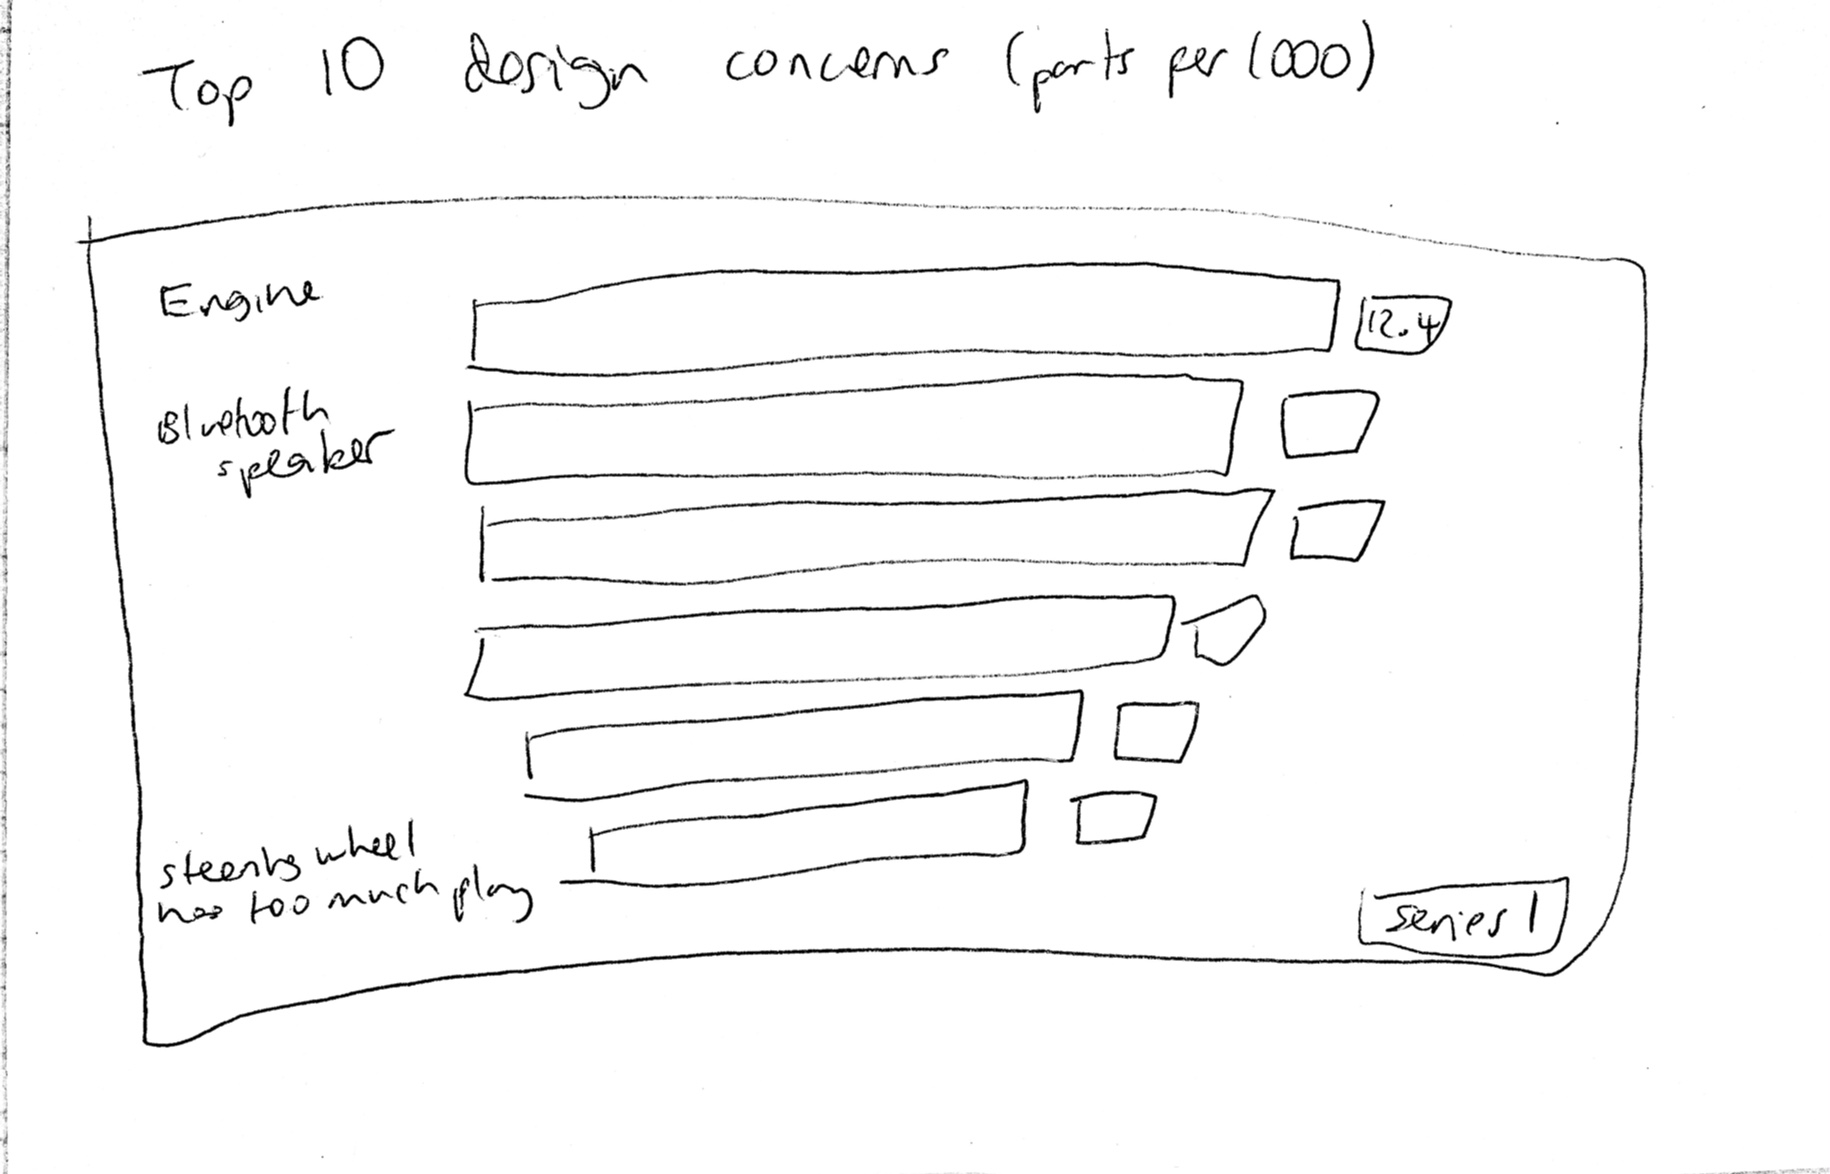 Top 10 design concerns (parts per 1000)
Engine
12.4
Bluetooth
speaker
steering wheel
has too much play
series 1